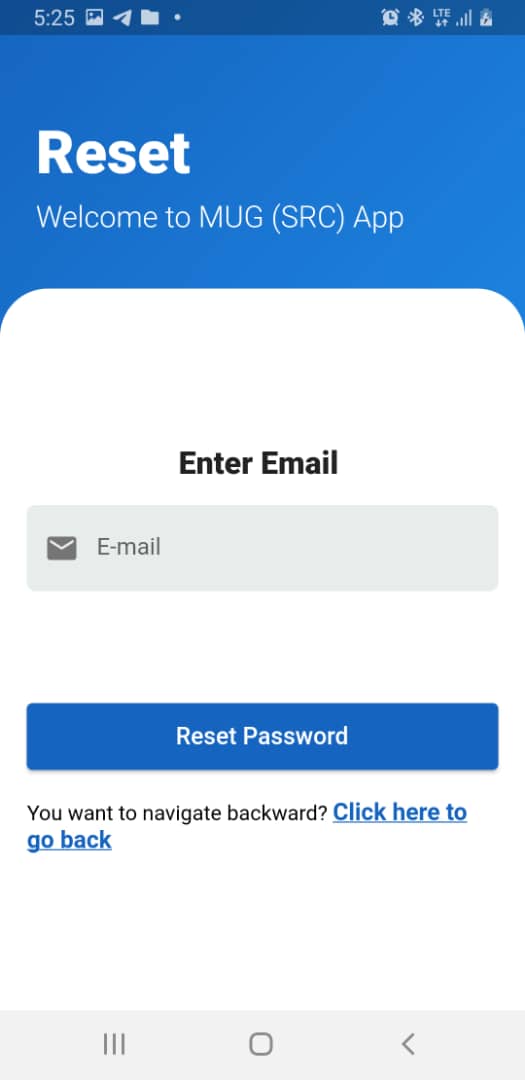 5:25
LTE
Reset
Welcome to MUG (SRC) App
Enter Email
E-mail
Reset Password
You want to navigate backward? Click here to
go back